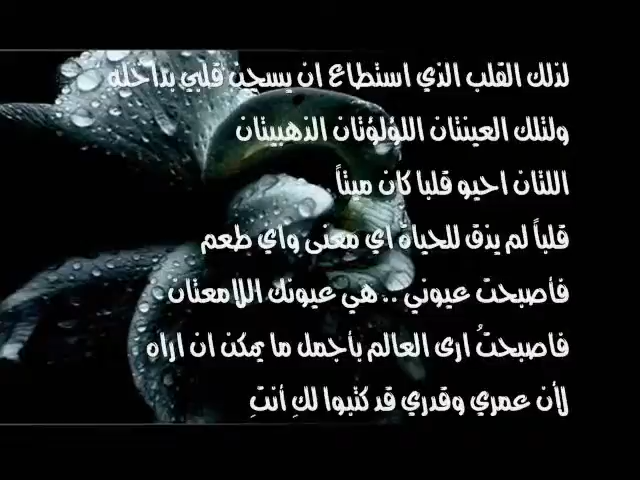 لذلك القلب الذي استطاع ان يسجن قلبي بداخله
ولتلك العينتان اللؤلؤتان الذهبيتان
اللتان احيو قلبا كان ميتاً
قلباً لم يذق للحياة اي معنى واي طعم
فأصبحت عيوني .. هي عيونك اللامعتان
فاصبحتُ ارى العالم بأجمل ما يمكن ان اراه
لأن عمري وقدري قد كتبوا لكِ أنتِ